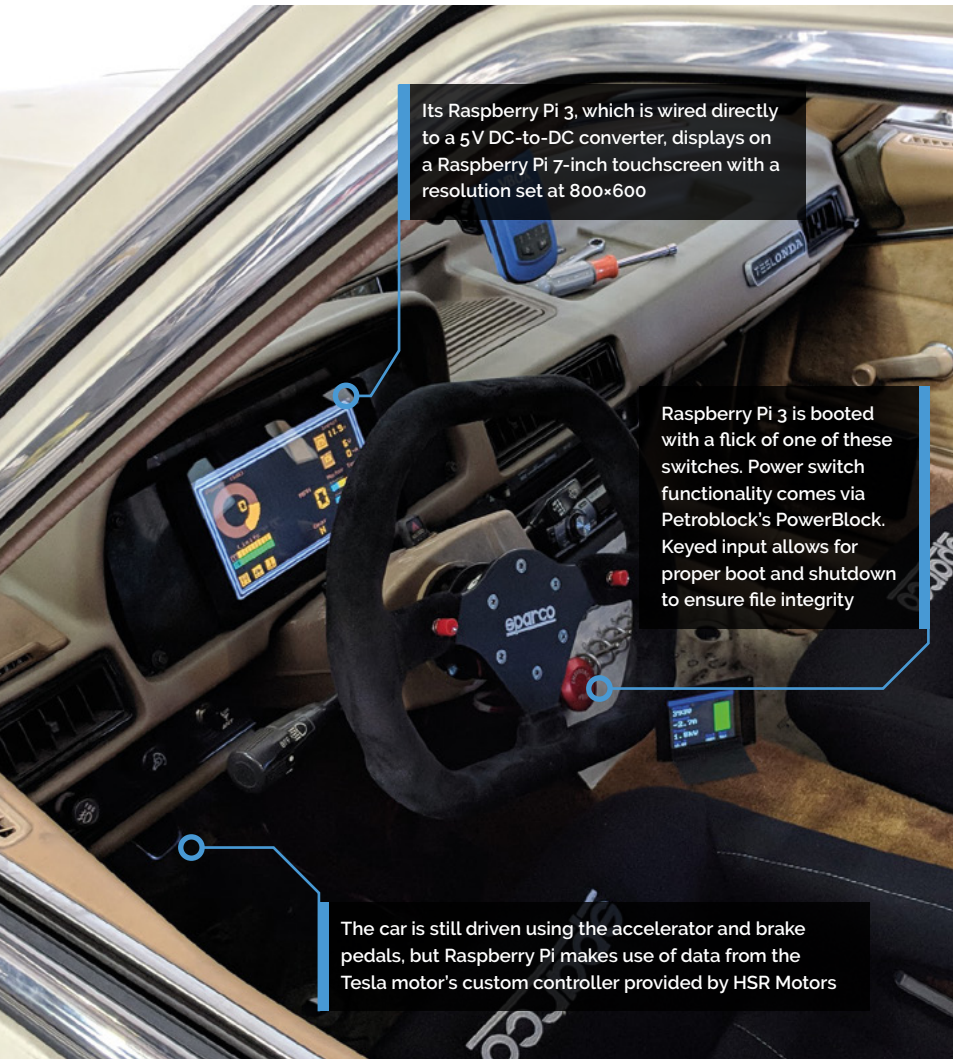 Its Raspberry Pi 3, which is wired directly
to a 5 V DC-to-DC converter, displays on
a Raspberry Pi 7-inch touchscreen with a
resolution set at 800×600
TESLONDA
Raspberry Pi 3 is booted
with a flick of one of these
switches. Power switch
functionality comes via
Petroblock's PowerBlock.
Keyed input allows for
proper boot and shutdown
to ensure file integrity
sparco
sparco
The car is still driven using the accelerator and brake
pedals, but Raspberry Pi makes use of data from the
Tesla motor's custom controller provided by HSR Motors
sparco